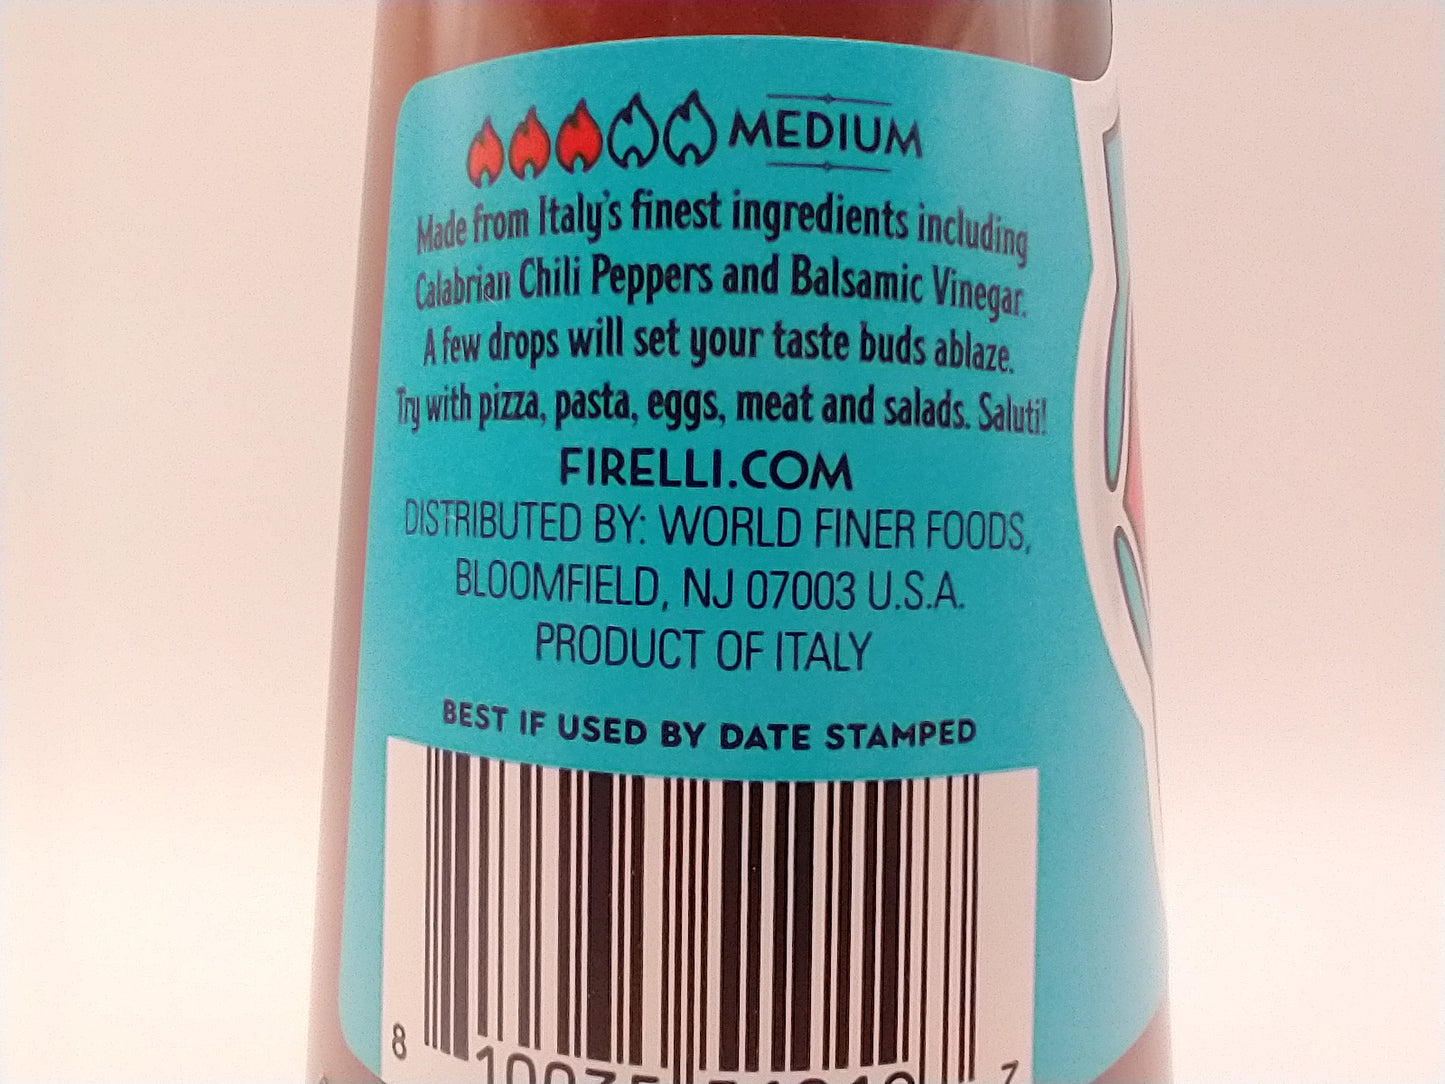 MEDIUM
Made from Italy's finest ingredients including
Calabrian Chili Peppers and Balsamic Vinegar.
A few drops will set your taste buds ablaze.
Try with pizza, pasta, eggs, meat and salads. Saluti!
FIRELLI.COM
DISTRIBUTED BY: WORLD FINER FOODS,
BLOOMFIELD, NJ 07003 U.S.A.
PRODUCT OF ITALY
BEST IF USED BY DATE STAMPED
8 7